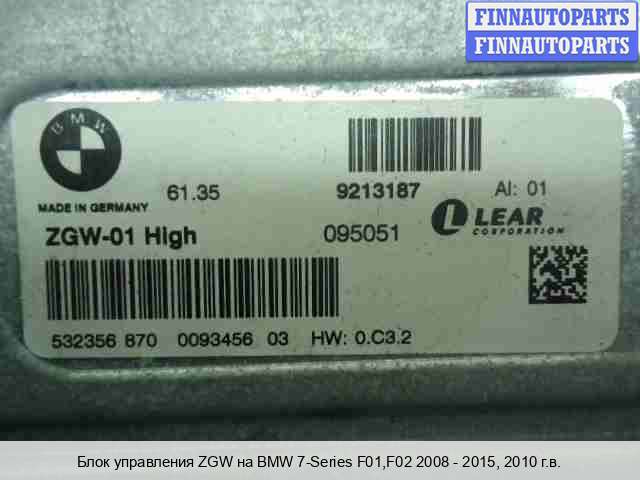 FINNAUTOPARTS
FINNAUTOPARTS
BMW
MADE IN GERMANY
61.35
9213187
AI: 01
ZGW-01 High
095051
LEAR
CORPORATION
532356 870 0093456 03 HW: 0.C3.2
Блок управления ZGW на BMW 7-Series F01,F02 2008 - 2015, 2010 г.в.